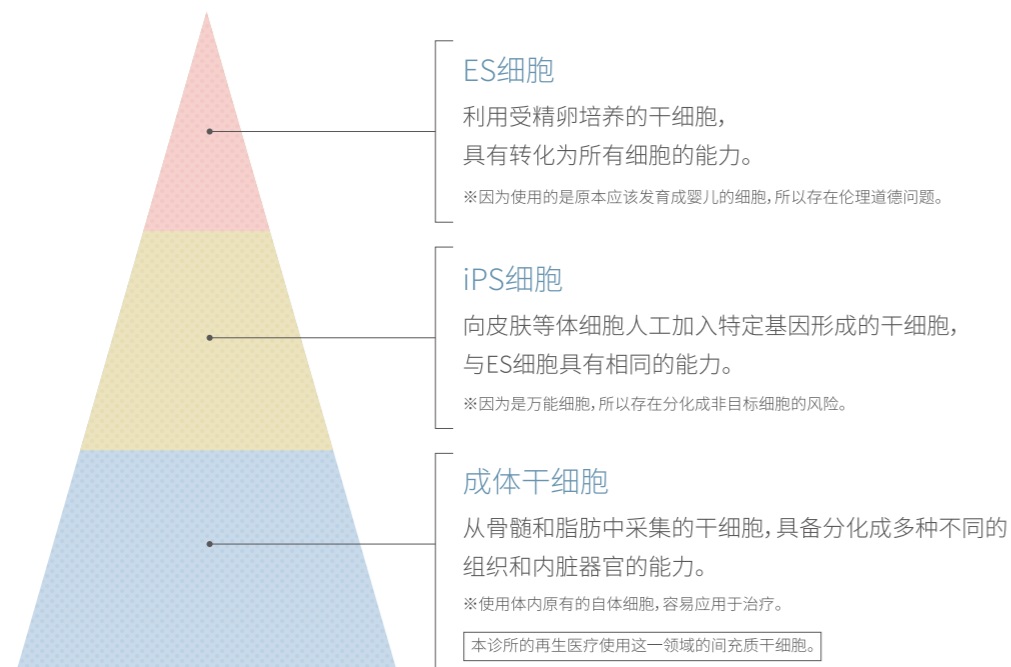 ES细胞
利用受精卵培养的干细胞，
具有转化为所有细胞的能力。
※因为使用的是原本应该发育成婴儿的细胞，所以存在伦理道德问题。
iPS细胞
向皮肤等体细胞人工加入特定基因形成的干细胞，
与ES细胞具有相同的能力。
※因为是万能细胞，所以存在分化成非目标细胞的风险。
成体干细胞
从骨髓和脂肪中采集的干细胞，具备分化成多种不同的
组织和内脏器官的能力。
※使用体内原有的自体细胞，容易应用于治疗。
本诊所的再生医疗使用这一领域的间充质干细胞。